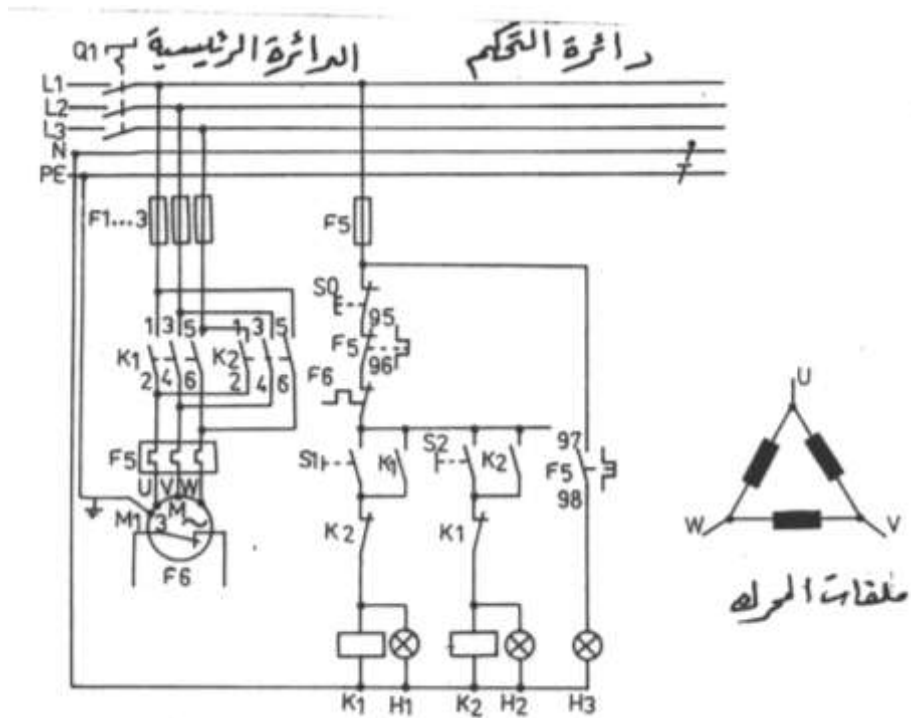 Q1 الدائرة الرئيسية دائرة التحكم
L1
L2
L3
N
PE
F1...3 F5
S0
95
1 3 5 1 3 5 F5
K1 K2 96
2 4 6 2 4 6 F6
F5 S1 K1 S2 K2 97
F5
98
U V W
M1 M
3 ~
F6
K2 K1
K1 H1 K2 H2 H3
U
W V
ملفات المحرك